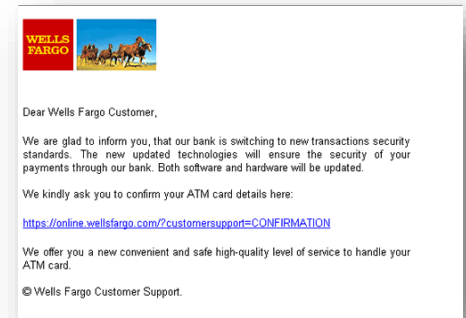 WELLS
FARGO
Dear Wells Fargo Customer,
We are glad to inform you, that our bank is switching to new transactions security
standards. The new updated technologies will ensure the security of your
payments through our bank. Both software and hardware will be updated.
We kindly ask you to confirm your ATM card details here:
https://online.wellsfargo.com/?customersupport=CONFIRMATION
We offer you a new convenient and safe high-quality level of service to handle your
ATM card.
© Wells Fargo Customer Support.